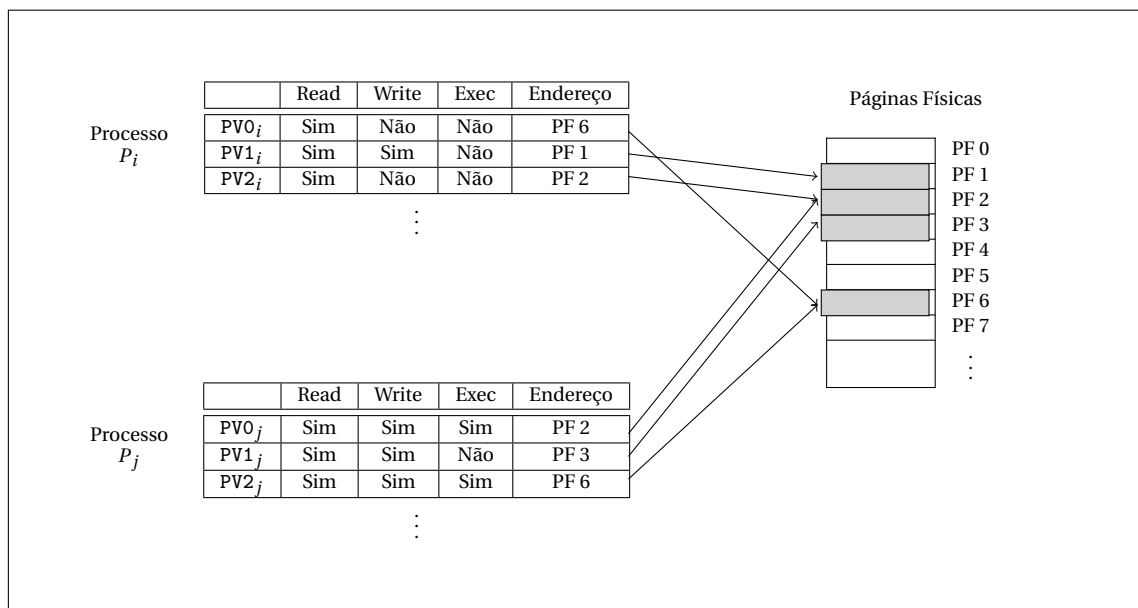 Read Write Exec Endereço
Processo
P_i
PV0_i Sim Não Não PF 6
PV1_i Sim Sim Não PF 1
PV2_i Sim Não Não PF 2
⋮
Páginas Físicas
PF 0
PF 1
PF 2
PF 3
PF 4
PF 5
PF 6
PF 7
⋮
Read Write Exec Endereço
Processo
P_j
PV0_j Sim Sim Sim PF 2
PV1_j Sim Sim Não PF 3
PV2_j Sim Sim Sim PF 6
⋮